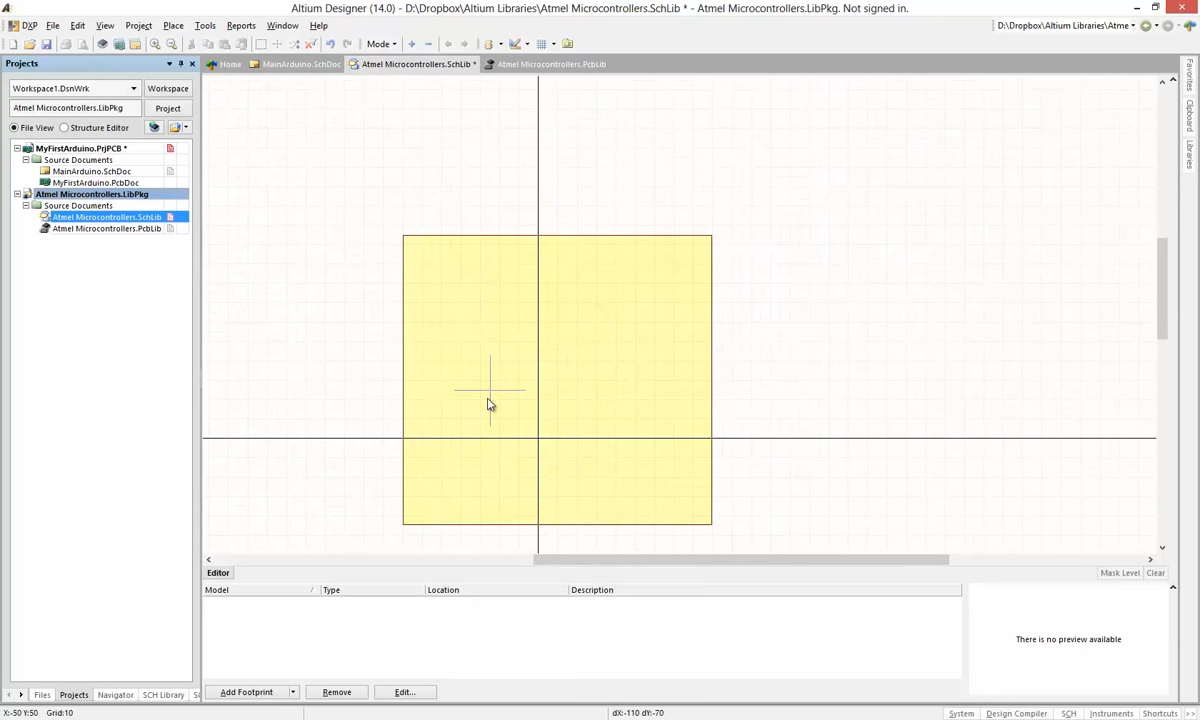 Altium Designer (14.0) - D:\Dropbox\Altium Libraries\Atmel Microcontrollers.SchLib * - Atmel Microcontrollers.LibPkg. Not signed in.
DXP File Edit View Project Place Tools Reports Window Help D:\Dropbox\Altium Libraries\Atme
Mode
Projects Home MainArduino.SchDoc Atmel Microcontrollers.SchLib * Atmel Microcontrollers.PcbLib
Workspace1.DsnWrk Workspace
Atmel Microcontrollers.LibPkg Project
File View Structure Editor
MyFirstArduino.PrjPCB *
Source Documents
MainArduino.SchDoc
MyFirstArduino.PcbDoc
Atmel Microcontrollers.LibPkg
Source Documents
Atmel Microcontrollers.SchLib
Atmel Microcontrollers.PcbLib
Favorites
Clipboard
Libraries
Editor Mask Level Clear
Model / Type Location Description
There is no preview available
Files Projects Navigator SCH Library Add Footprint Remove Edit...
X:-50 Y:50 Grid:10 dX:-110 dY:-70 System Design Compiler SCH Instruments Shortcuts >>